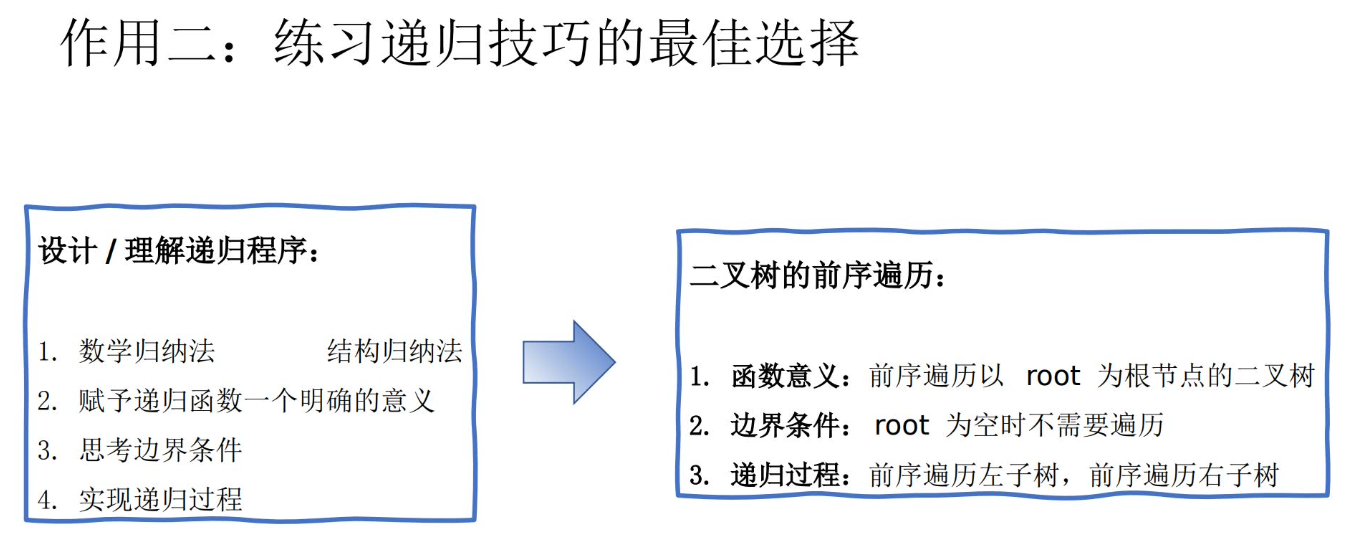 作用二：练习递归技巧的最佳选择
设计 / 理解递归程序：
1. 数学归纳法 结构归纳法
2. 赋予递归函数一个明确的意义
3. 思考边界条件
4. 实现递归过程
二叉树的前序遍历：
1. 函数意义：前序遍历以 root 为根节点的二叉树
2. 边界条件：root 为空时不需要遍历
3. 递归过程：前序遍历左子树，前序遍历右子树